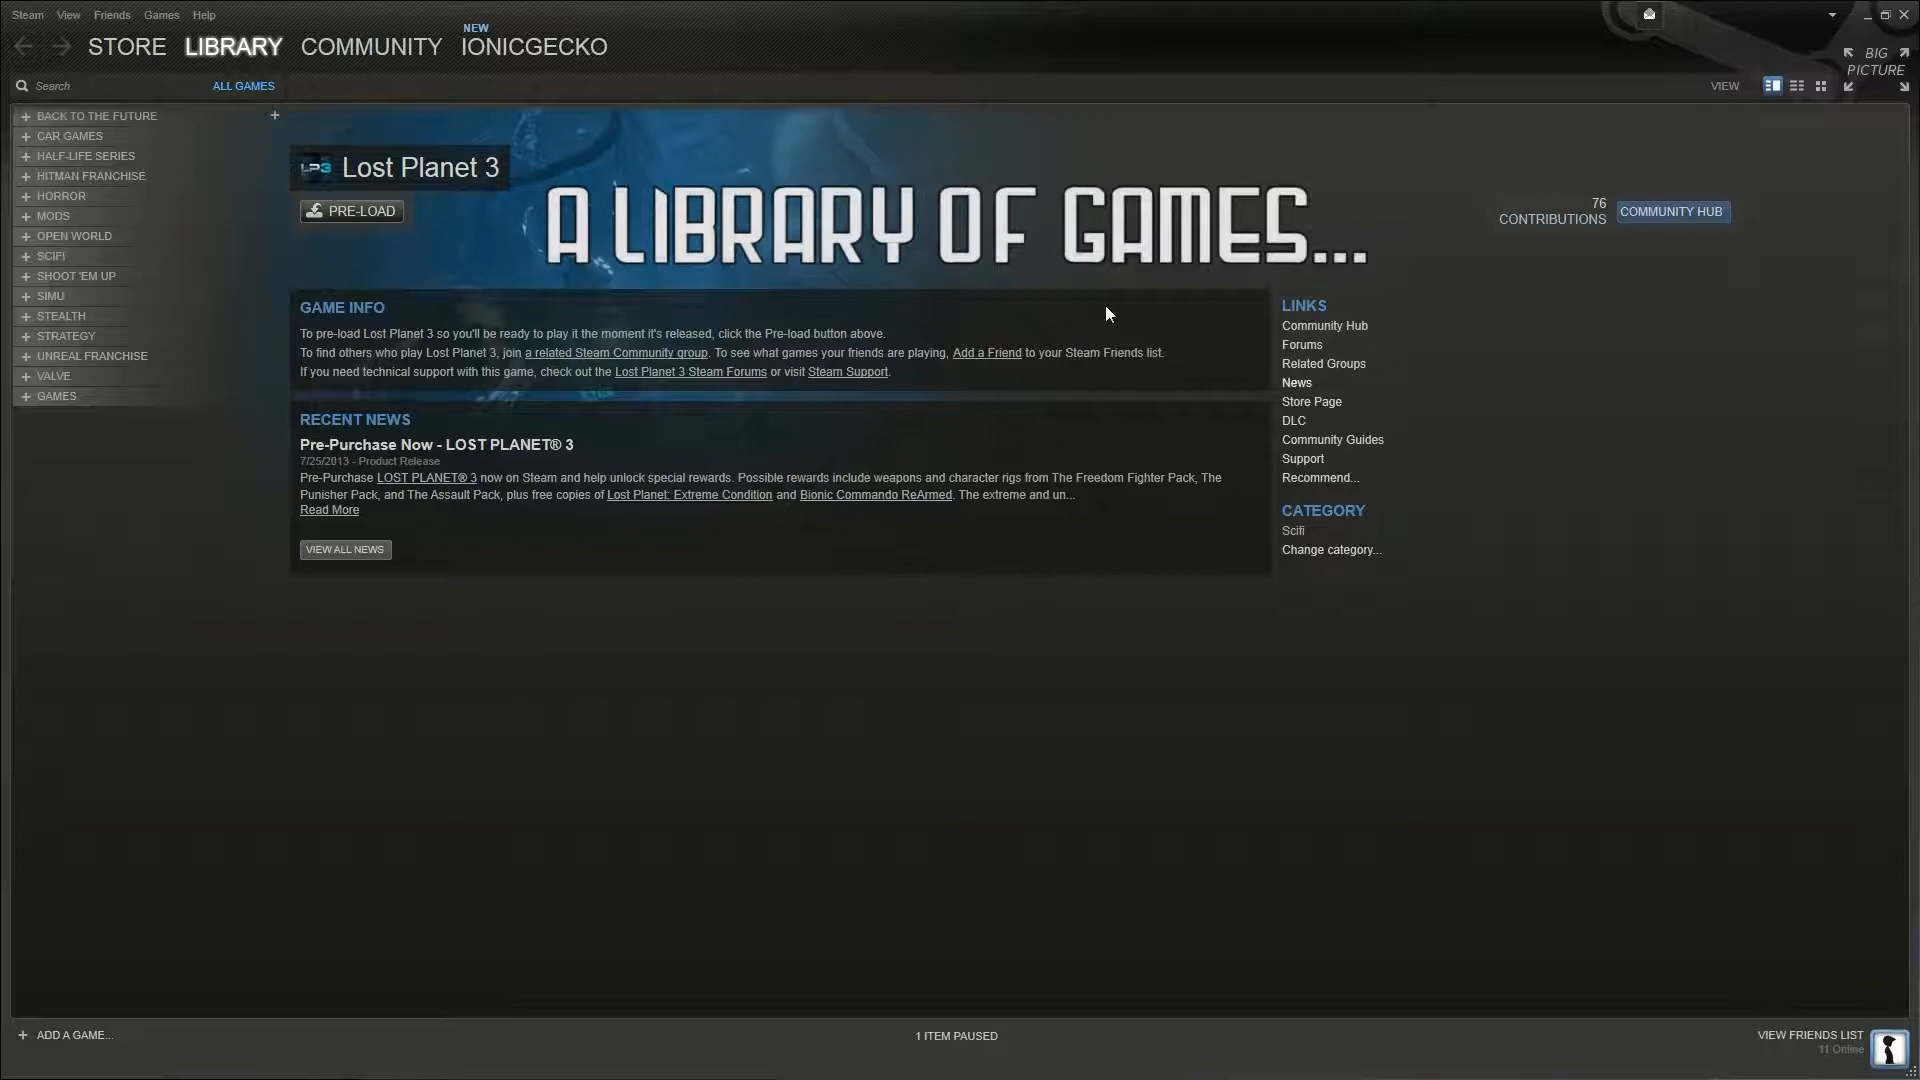 Steam View Friends Games Help
NEW
STORE LIBRARY COMMUNITY IONICGECKO
BIG PICTURE
Search
ALL GAMES
VIEW
BACK TO THE FUTURE
CAR GAMES
HALF-LIFE SERIES
HITMAN FRANCHISE
HORROR
MODS
OPEN WORLD
SCIFI
SHOOT 'EM UP
SIMU
STEALTH
STRATEGY
UNREAL FRANCHISE
VALVE
GAMES
LP3 Lost Planet 3
PRE-LOAD
A LIBRARY OF GAMES...
76
CONTRIBUTIONS
COMMUNITY HUB
GAME INFO
To pre-load Lost Planet 3 so you'll be ready to play it the moment it's released, click the Pre-load button above.
To find others who play Lost Planet 3, join a related Steam Community group. To see what games your friends are playing, Add a Friend to your Steam Friends list.
If you need technical support with this game, check out the Lost Planet 3 Steam Forums or visit Steam Support.
RECENT NEWS
Pre-Purchase Now - LOST PLANET® 3
7/25/2013 - Product Release
Pre-Purchase LOST PLANET® 3 now on Steam and help unlock special rewards. Possible rewards include weapons and character rigs from The Freedom Fighter Pack, The
Punisher Pack, and The Assault Pack, plus free copies of Lost Planet: Extreme Condition and Bionic Commando ReArmed. The extreme and un...
Read More
VIEW ALL NEWS
LINKS
Community Hub
Forums
Related Groups
News
Store Page
DLC
Community Guides
Support
Recommend...
CATEGORY
Scifi
Change category...
ADD A GAME...
1 ITEM PAUSED
VIEW FRIENDS LIST
11 Online